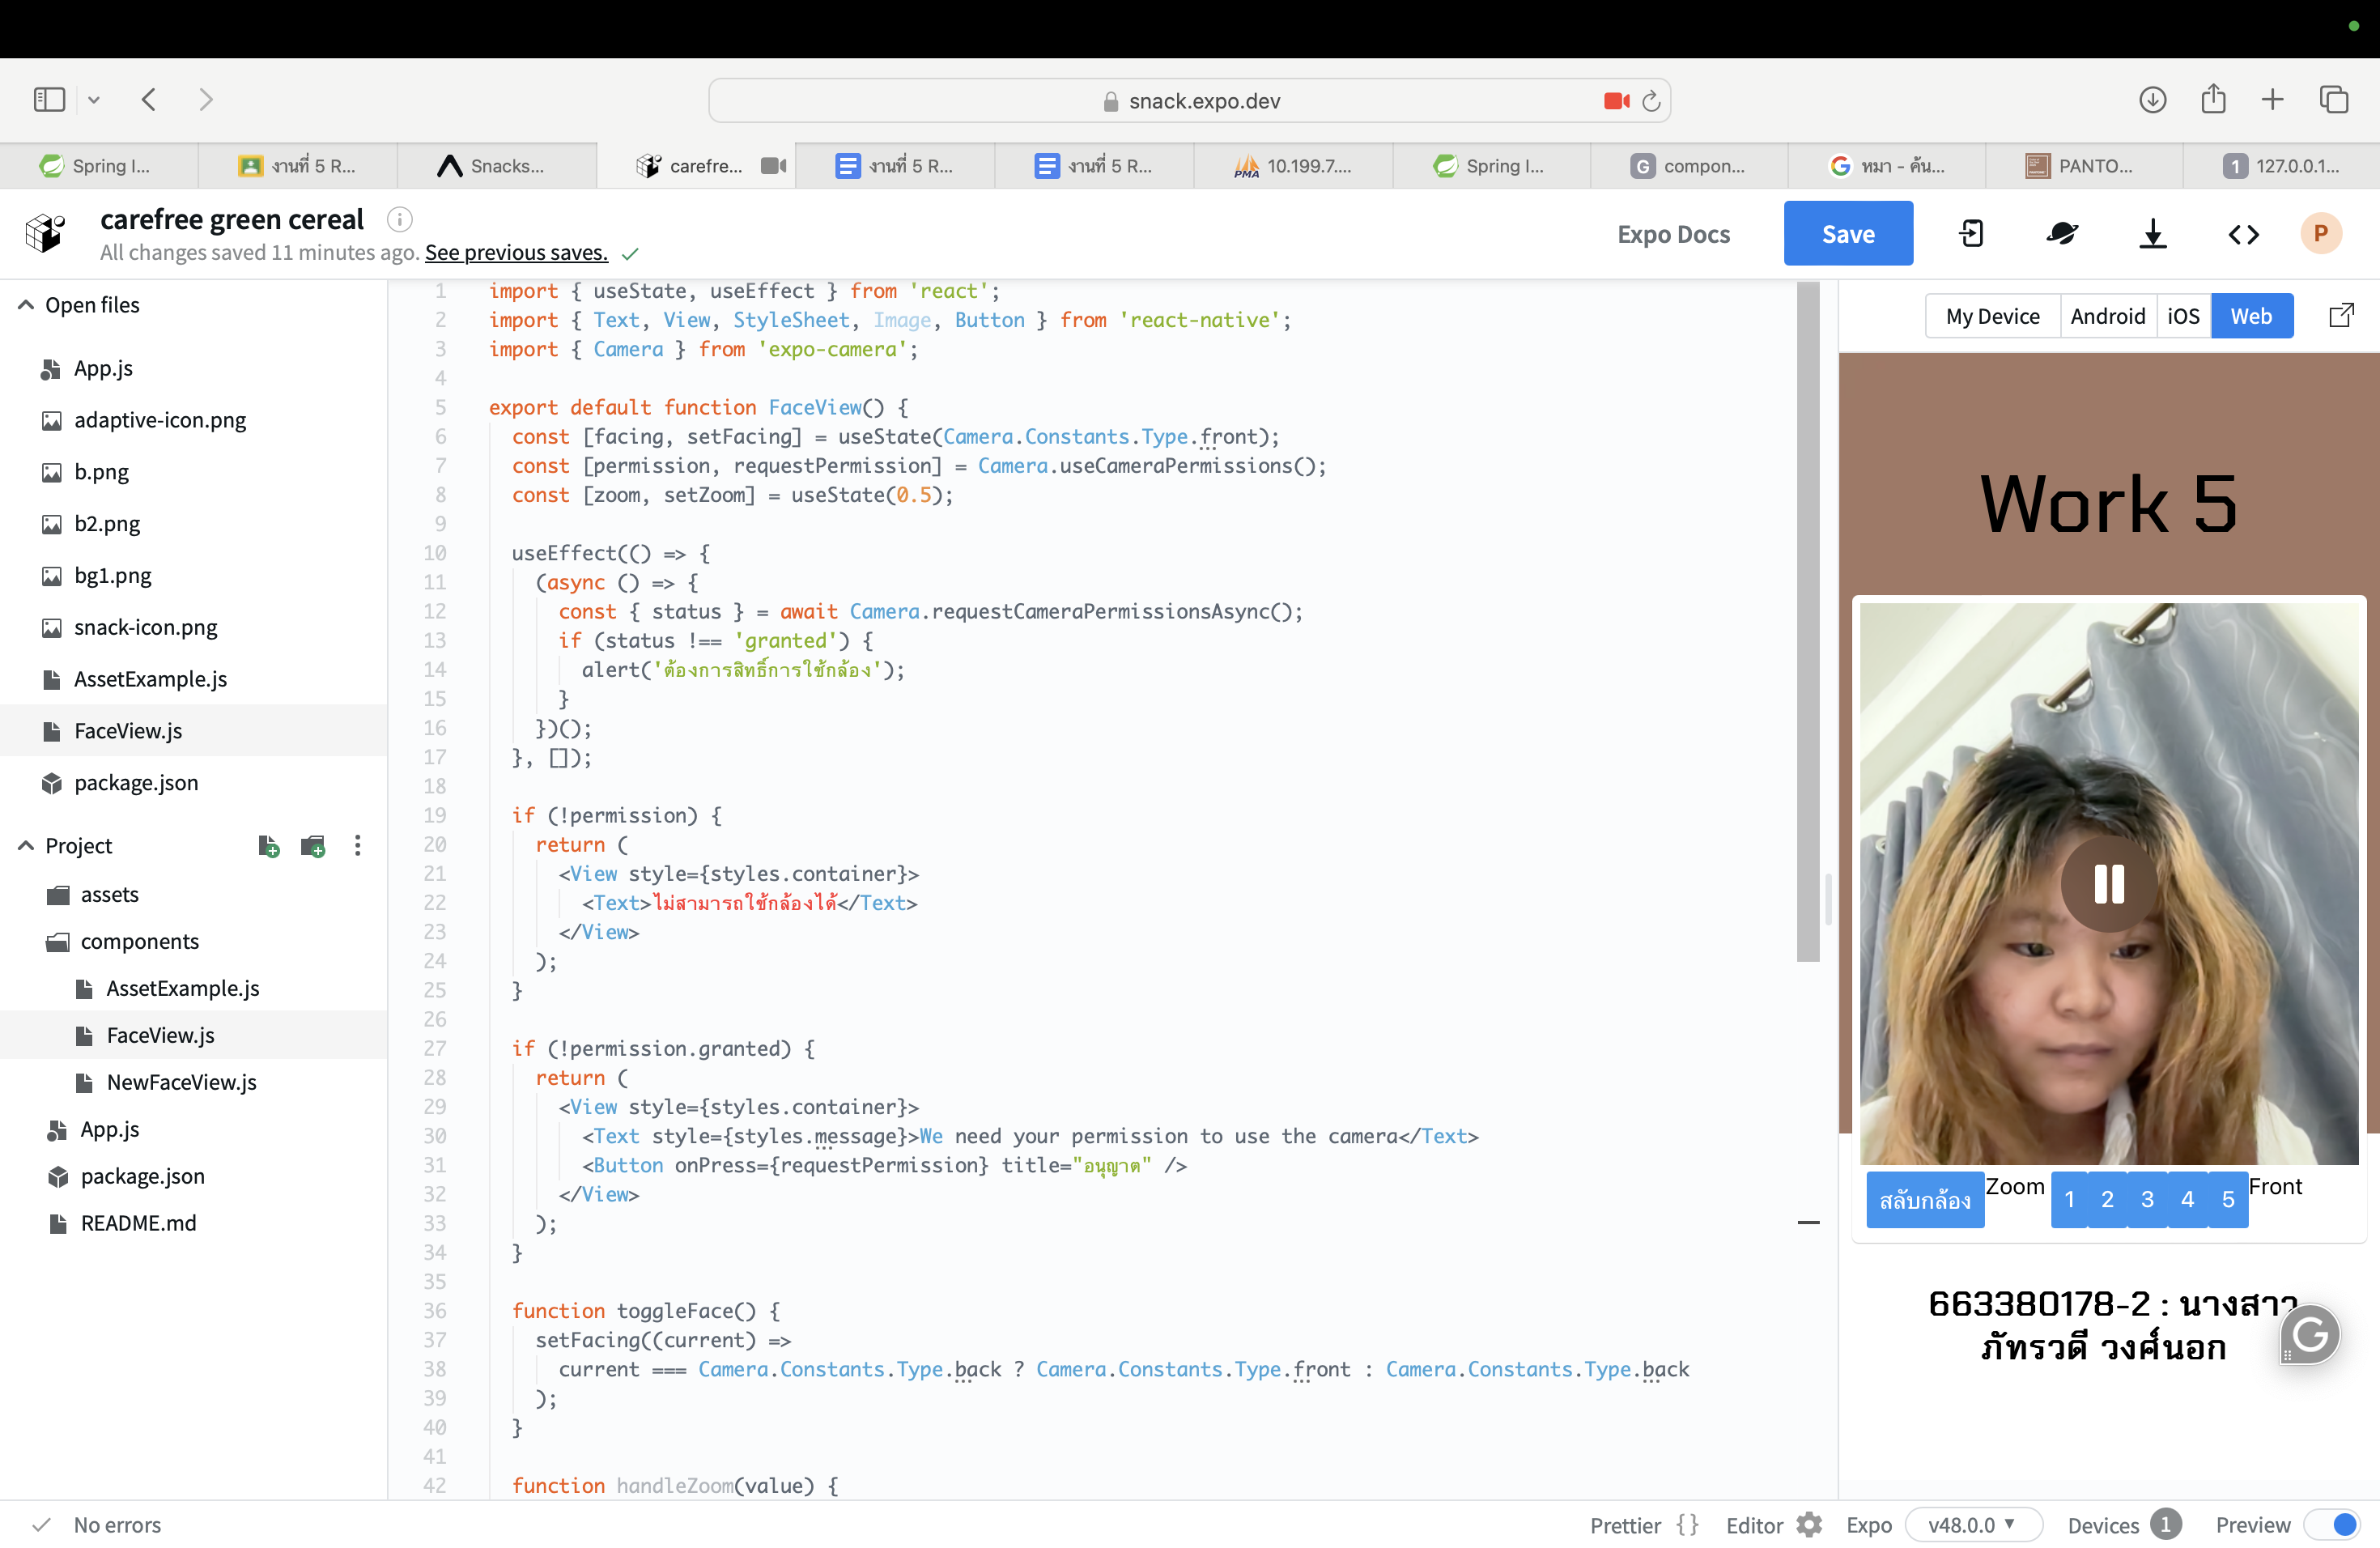 snack.expo.dev
Spring I...
งานที่ 5 R...
Snacks...
carefre...
งานที่ 5 R...
งานที่ 5 R...
PMA 10.199.7....
Spring I...
G compon...
หมา - ค้น...
PANTO...
1 127.0.0.1...
carefree green cereal
All changes saved 11 minutes ago. See previous saves.
Expo Docs
Save
P
Open files
App.js
adaptive-icon.png
b.png
b2.png
bg1.png
snack-icon.png
AssetExample.js
FaceView.js
package.json
Project
assets
components
AssetExample.js
FaceView.js
NewFaceView.js
App.js
package.json
README.md
1 import { useState, useEffect } from 'react';
2 import { Text, View, StyleSheet, Image, Button } from 'react-native';
3 import { Camera } from 'expo-camera';
4
5 export default function FaceView() {
6 const [facing, setFacing] = useState(Camera.Constants.Type.front);
7 const [permission, requestPermission] = Camera.useCameraPermissions();
8 const [zoom, setZoom] = useState(0.5);
9
10 useEffect(() => {
11 (async () => {
12 const { status } = await Camera.requestCameraPermissionsAsync();
13 if (status !== 'granted') {
14 alert('ต้องการสิทธิ์การใช้กล้อง');
15 }
16 })();
17 }, []);
18
19 if (!permission) {
20 return (
21 <View style={styles.container}>
22 <Text>ไม่สามารถใช้กล้องได้</Text>
23 </View>
24 );
25 }
26
27 if (!permission.granted) {
28 return (
29 <View style={styles.container}>
30 <Text style={styles.message}>We need your permission to use the camera</Text>
31 <Button onPress={requestPermission} title="อนุญาต" />
32 </View>
33 );
34 }
35
36 function toggleFace() {
37 setFacing((current) =>
38 current === Camera.Constants.Type.back ? Camera.Constants.Type.front : Camera.Constants.Type.back
39 );
40 }
41
42 function handleZoom(value) {
My Device Android iOS Web
Work 5
สลับกล้อง Zoom 1 2 3 4 5 Front
663380178-2 : นางสาว
ภัทรวดี วงศ์นอก
No errors
Prettier { } Editor Expo v48.0.0 Devices 1 Preview